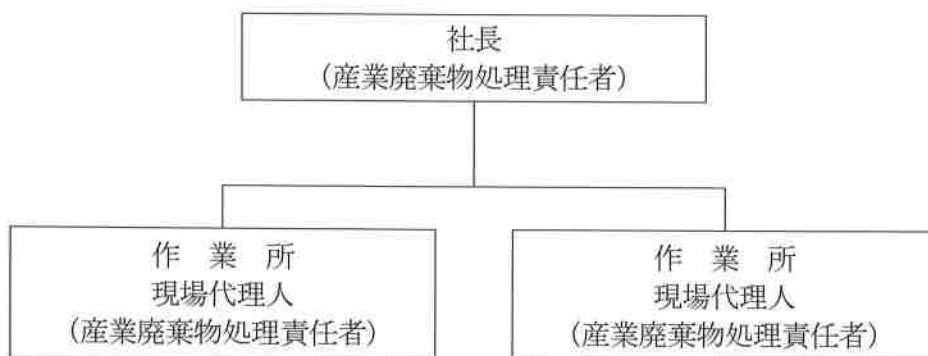 社長
（産業廃棄物処理責任者）
作　業　所
現場代理人
（産業廃棄物処理責任者）
作　業　所
現場代理人
（産業廃棄物処理責任者）